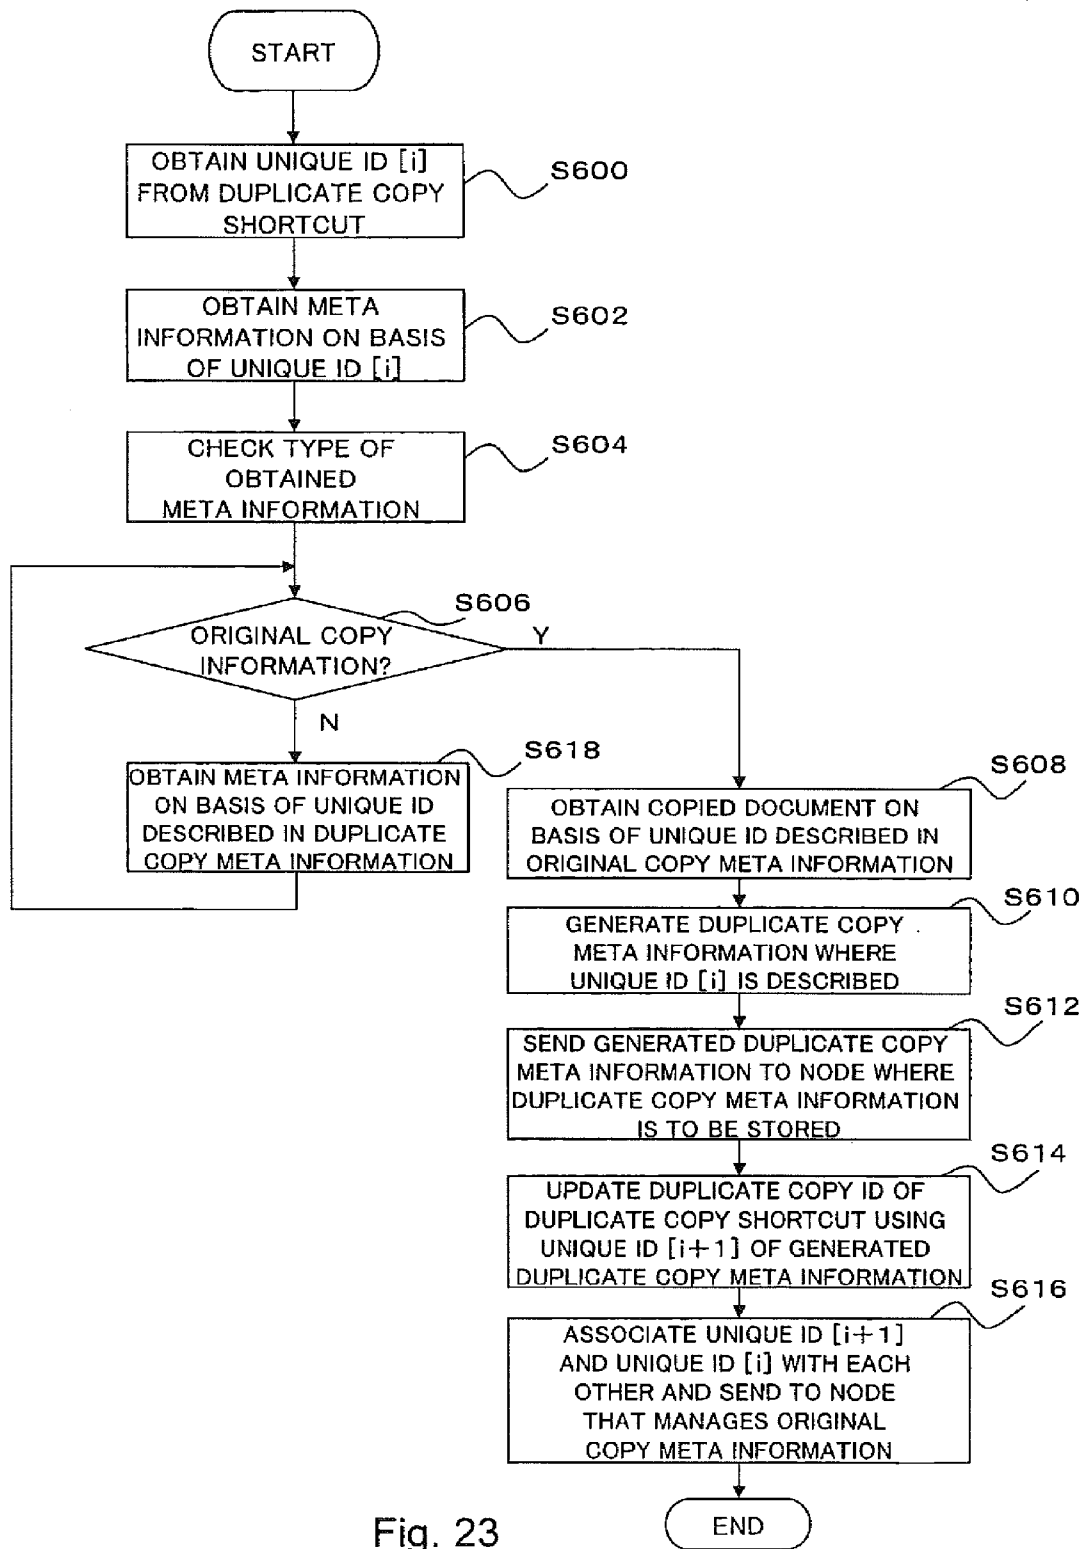 START
OBTAIN UNIQUE ID [i]
FROM DUPLICATE COPY
SHORTCUT
S600
OBTAIN META
INFORMATION ON BASIS
OF UNIQUE ID [i]
S602
CHECK TYPE OF
OBTAINED
META INFORMATION
S604
ORIGINAL COPY
INFORMATION?
S606
Y
N
OBTAIN META INFORMATION
ON BASIS OF UNIQUE ID
DESCRIBED IN DUPLICATE
COPY META INFORMATION
S618
OBTAIN COPIED DOCUMENT ON
BASIS OF UNIQUE ID DESCRIBED IN
ORIGINAL COPY META INFORMATION
S608
GENERATE DUPLICATE COPY
META INFORMATION WHERE
UNIQUE ID [i] IS DESCRIBED
S610
SEND GENERATED DUPLICATE COPY
META INFORMATION TO NODE WHERE
DUPLICATE COPY META INFORMATION
IS TO BE STORED
S612
UPDATE DUPLICATE COPY ID OF
DUPLICATE COPY SHORTCUT USING
UNIQUE ID [i+1] OF GENERATED
DUPLICATE COPY META INFORMATION
S614
ASSOCIATE UNIQUE ID [i+1]
AND UNIQUE ID [i] WITH EACH
OTHER AND SEND TO NODE
THAT MANAGES ORIGINAL
COPY META INFORMATION
S616
END
Fig. 23